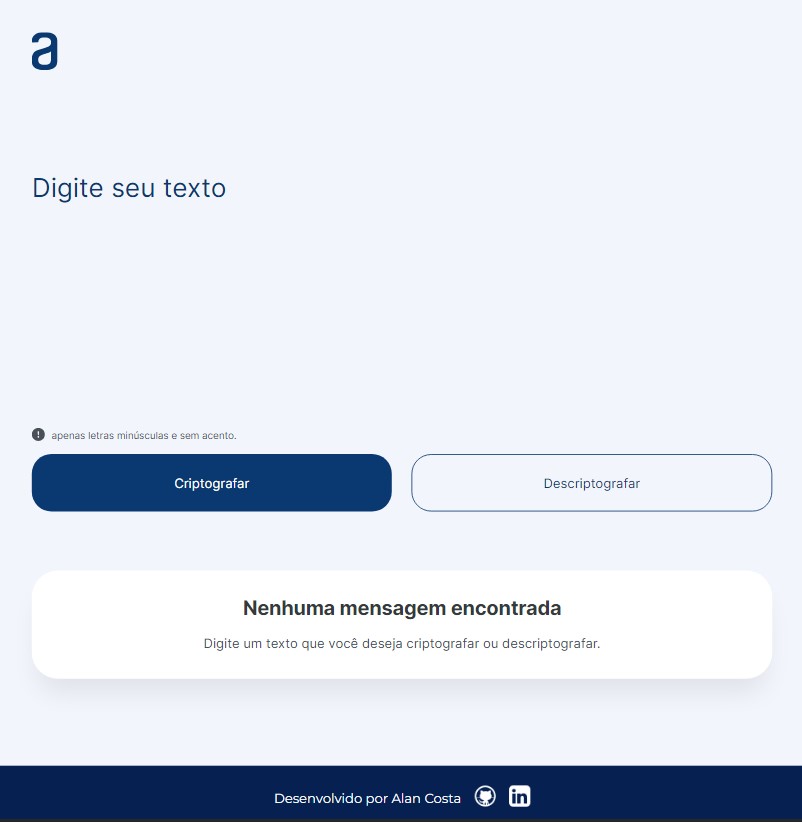 a
Digite seu texto
apenas letras minúsculas e sem acento.
Criptografar
Descriptografar
Nenhuma mensagem encontrada
Digite um texto que você deseja criptografar ou descriptografar.
Desenvolvido por Alan Costa
in